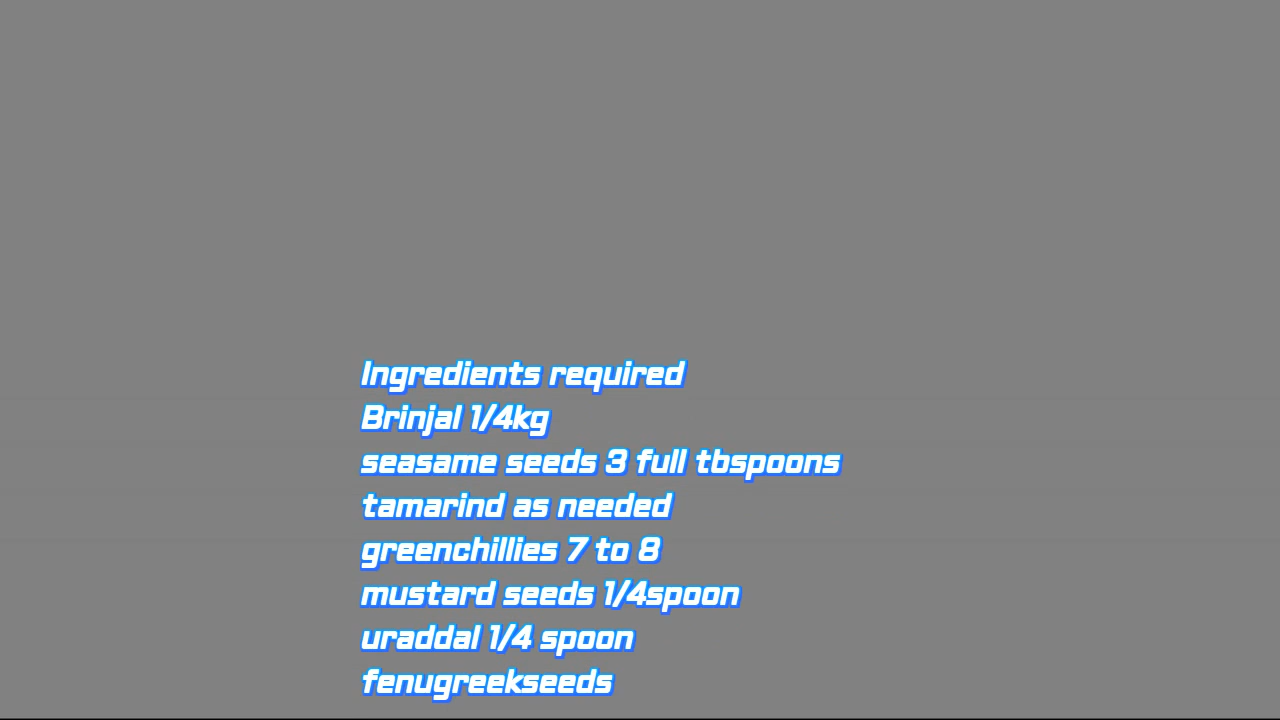 Ingredients required
Brinjal 1/4kg
seasame seeds 3 full tbspoons
tamarind as needed
greenchillies 7 to 8
mustard seeds 1/4spoon
uraddal 1/4 spoon
fenugreekseeds